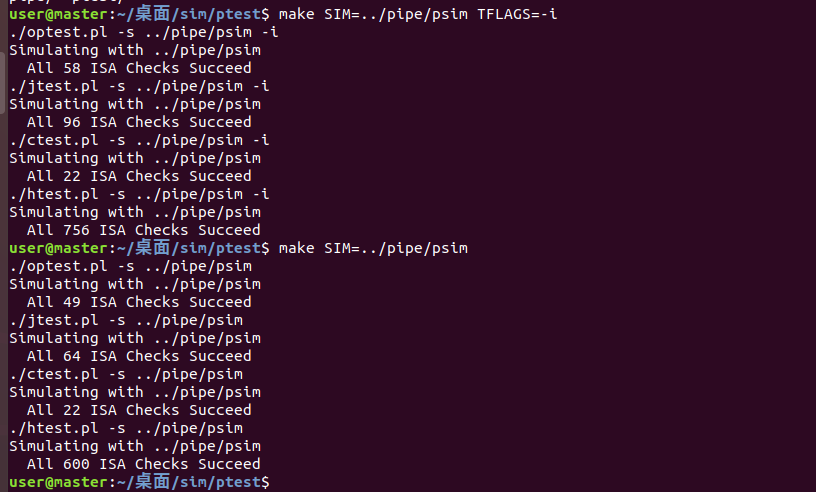 user@master:~/桌面/sim/ptest$ make SIM=../pipe/psim TFLAGS=-i
./optest.pl -s ../pipe/psim -i
Simulating with ../pipe/psim
  All 58 ISA Checks Succeed
./jtest.pl -s ../pipe/psim -i
Simulating with ../pipe/psim
  All 96 ISA Checks Succeed
./ctest.pl -s ../pipe/psim -i
Simulating with ../pipe/psim
  All 22 ISA Checks Succeed
./htest.pl -s ../pipe/psim -i
Simulating with ../pipe/psim
  All 756 ISA Checks Succeed
user@master:~/桌面/sim/ptest$ make SIM=../pipe/psim
./optest.pl -s ../pipe/psim
Simulating with ../pipe/psim
  All 49 ISA Checks Succeed
./jtest.pl -s ../pipe/psim
Simulating with ../pipe/psim
  All 64 ISA Checks Succeed
./ctest.pl -s ../pipe/psim
Simulating with ../pipe/psim
  All 22 ISA Checks Succeed
./htest.pl -s ../pipe/psim
Simulating with ../pipe/psim
  All 600 ISA Checks Succeed
user@master:~/桌面/sim/ptest$